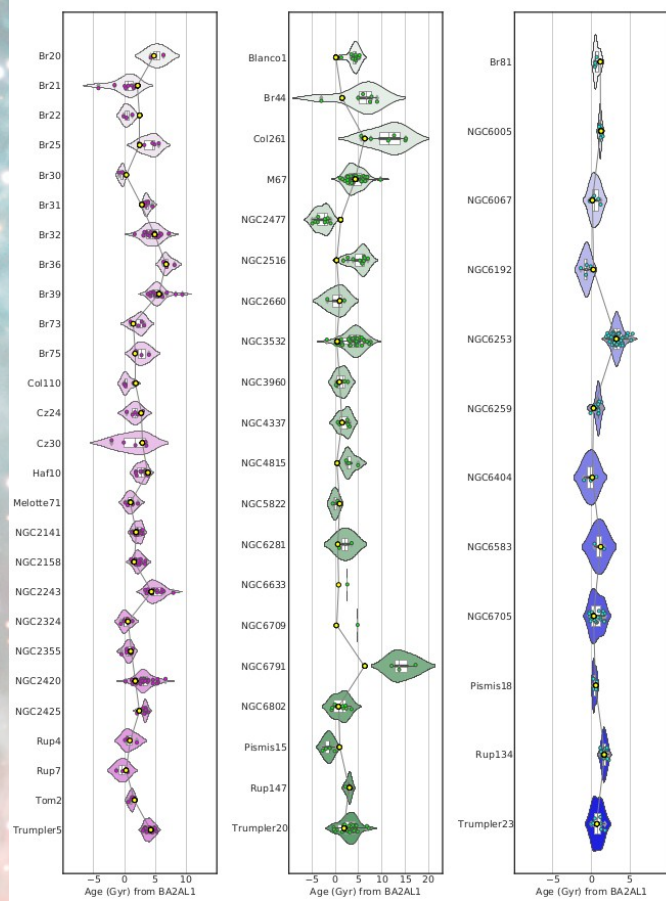 Br20
Br21
Br22
Br25
Br30
Br31
Br32
Br36
Br39
Br73
Br75
Col110
Cz24
Cz30
Haf10
Melotte71
NGC2141
NGC2158
NGC2243
NGC2324
NGC2355
NGC2420
NGC2425
Rup4
Rup7
Tom2
Trumpler5
−5 0 5 10
Age (Gyr) from BA2AL1
Blanco1
Br44
Col261
M67
NGC2477
NGC2516
NGC2660
NGC3532
NGC3960
NGC4337
NGC4815
NGC5822
NGC6281
NGC6633
NGC6709
NGC6791
NGC6802
Pismis15
Rup147
Trumpler20
−5 0 5 10 15 20
Age (Gyr) from BA2AL1
Br81
NGC6005
NGC6067
NGC6192
NGC6253
NGC6259
NGC6404
NGC6583
NGC6705
Pismis18
Rup134
Trumpler23
−5 0 5
Age (Gyr) from BA2AL1